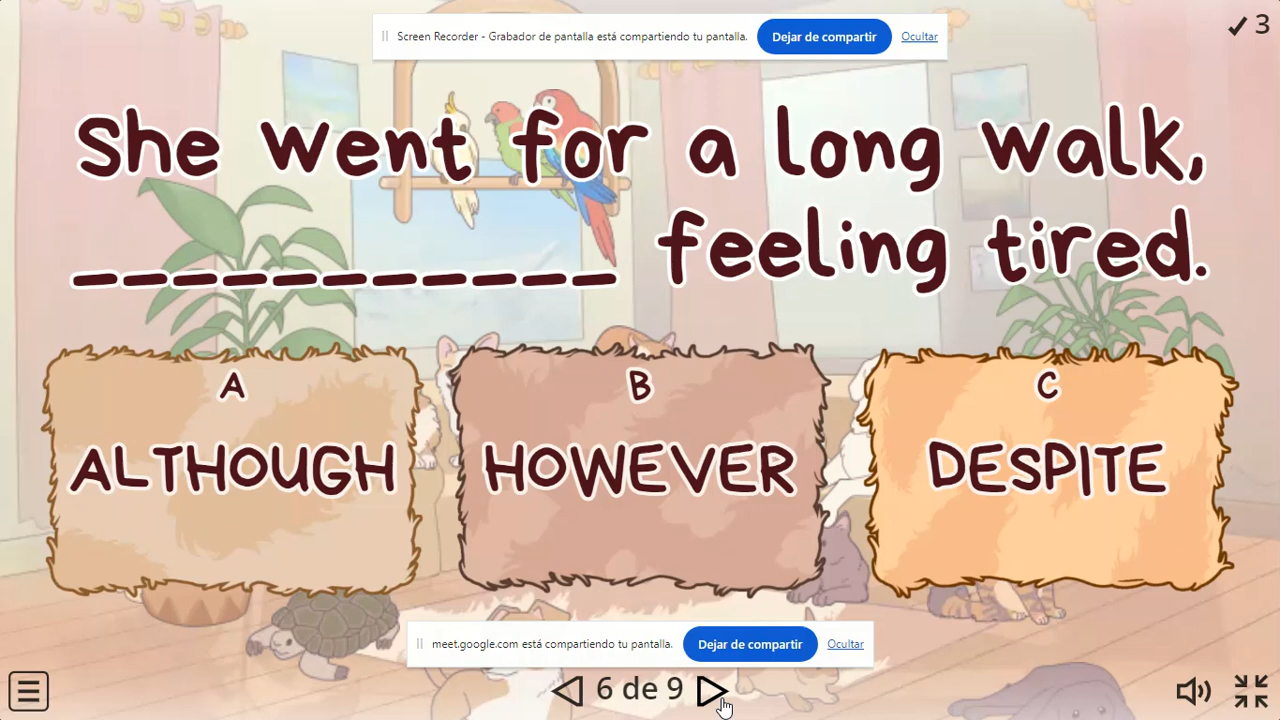 Screen Recorder - Grabador de pantalla está compartiendo tu pantalla. Dejar de compartir Ocultar
✓ 3
She went for a long walk,
___________ feeling tired.
A
ALTHOUGH
B
HOWEVER
C
DESPITE
meet.google.com está compartiendo tu pantalla. Dejar de compartir Ocultar
6 de 9